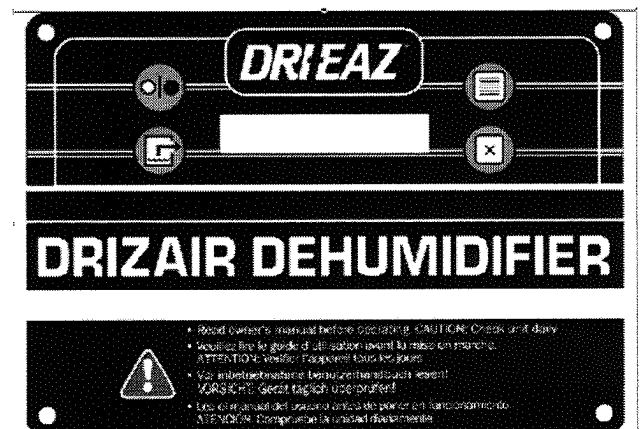 DRI EAZ
DRIZAIR DEHUMIDIFIER
• Read owner's manual before operating. CAUTION: Check unit daily
• Veuillez lire le guide d'utilisation avant la mise en marche.
ATTENTION: Vérifier l'appareil tous les jours
• Vor inbetriebnahme benutzerhandbuch lesen!
VORSICHT: Gerät täglich überprüfen!
• Lea el manual del usuario antes de poner en funcionamiento.
ATENCIÓN: Compruebe la unidad diariamente